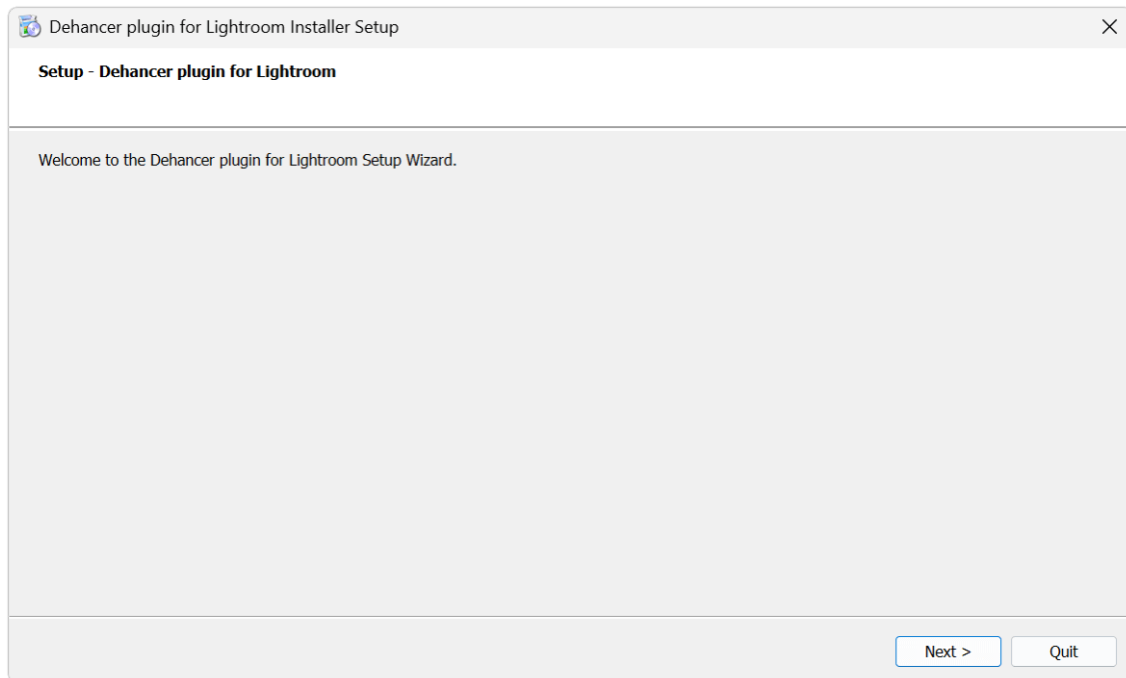 Dehancer plugin for Lightroom Installer Setup
Setup - Dehancer plugin for Lightroom
Welcome to the Dehancer plugin for Lightroom Setup Wizard.
Next >
Quit